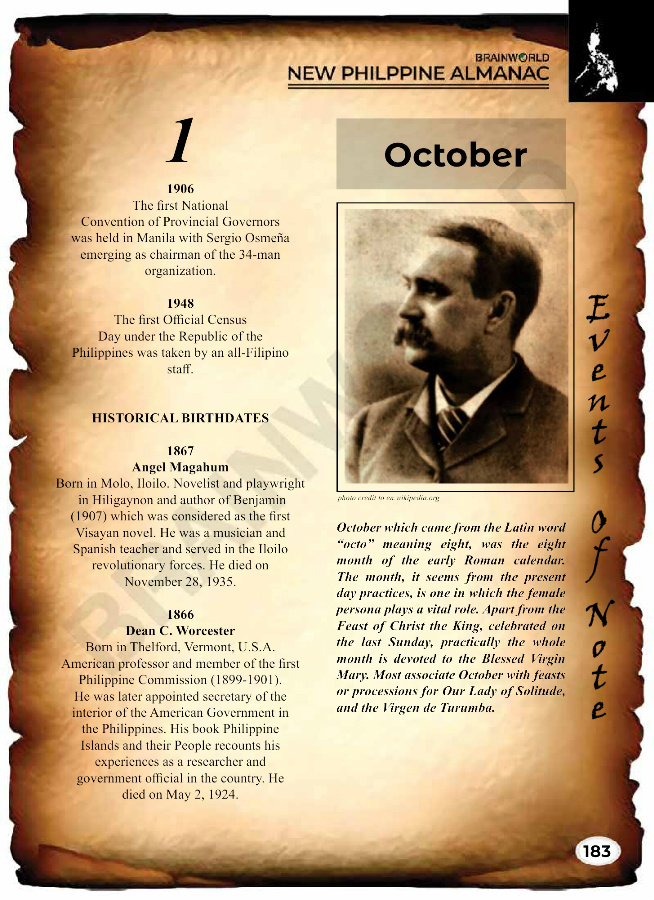 BRAINWORLD
NEW PHILPPINE ALMANAC
1
1906
The first National
Convention of Provincial Governors
was held in Manila with Sergio Osmeña
emerging as chairman of the 34-man
organization.
1948
The first Official Census
Day under the Republic of the
Philippines was taken by an all-Filipino
staff.
HISTORICAL BIRTHDATES
1867
Angel Magahum
Born in Molo, Iloilo. Novelist and playwright
in Hiligaynon and author of Benjamin
(1907) which was considered as the first
Visayan novel. He was a musician and
Spanish teacher and served in the Iloilo
revolutionary forces. He died on
November 28, 1935.
1866
Dean C. Worcester
Born in Thelford, Vermont, U.S.A.
American professor and member of the first
Philippine Commission (1899-1901).
He was later appointed secretary of the
interior of the American Government in
the Philippines. His book Philippine
Islands and their People recounts his
experiences as a researcher and
government official in the country. He
died on May 2, 1924.
October
photo credit to en.wikipedia.org
October which came from the Latin word
“octo” meaning eight, was the eight
month of the early Roman calendar.
The month, it seems from the present
day practices, is one in which the female
persona plays a vital role. Apart from the
Feast of Christ the King, celebrated on
the last Sunday, practically the whole
month is devoted to the Blessed Virgin
Mary. Most associate October with feasts
or processions for Our Lady of Solitude,
and the Virgen de Turumba.
Events of Note
183
BRAINWORLD